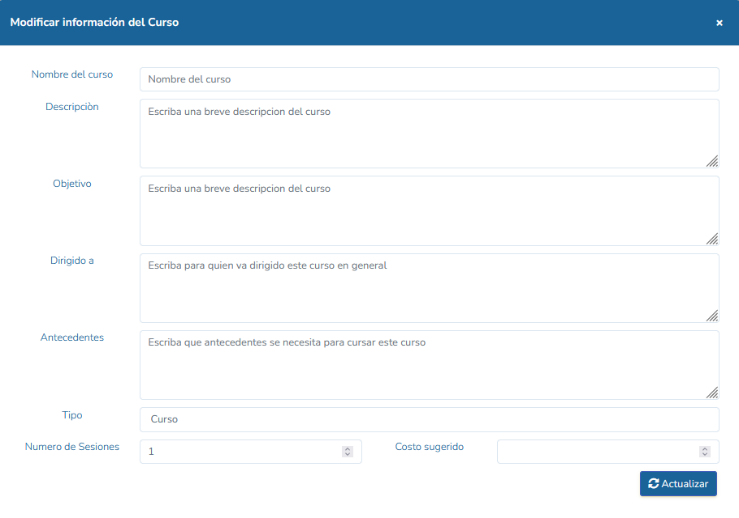 Modificar información del Curso ×
Nombre del curso
Nombre del curso
Descripciòn
Escriba una breve descripcion del curso
Objetivo
Escriba una breve descripcion del curso
Dirigido a
Escriba para quien va dirigido este curso en general
Antecedentes
Escriba que antecedentes se necesita para cursar este curso
Tipo
Curso
Numero de Sesiones
1
Costo sugerido
Actualizar